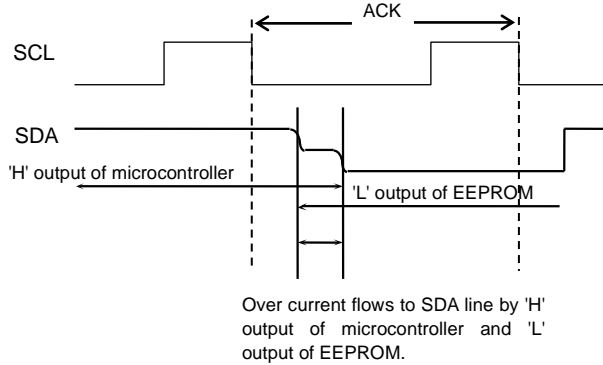 ACK
SCL
SDA
'H' output of microcontroller
'L' output of EEPROM
Over current flows to SDA line by 'H'
output of microcontroller and 'L'
output of EEPROM.